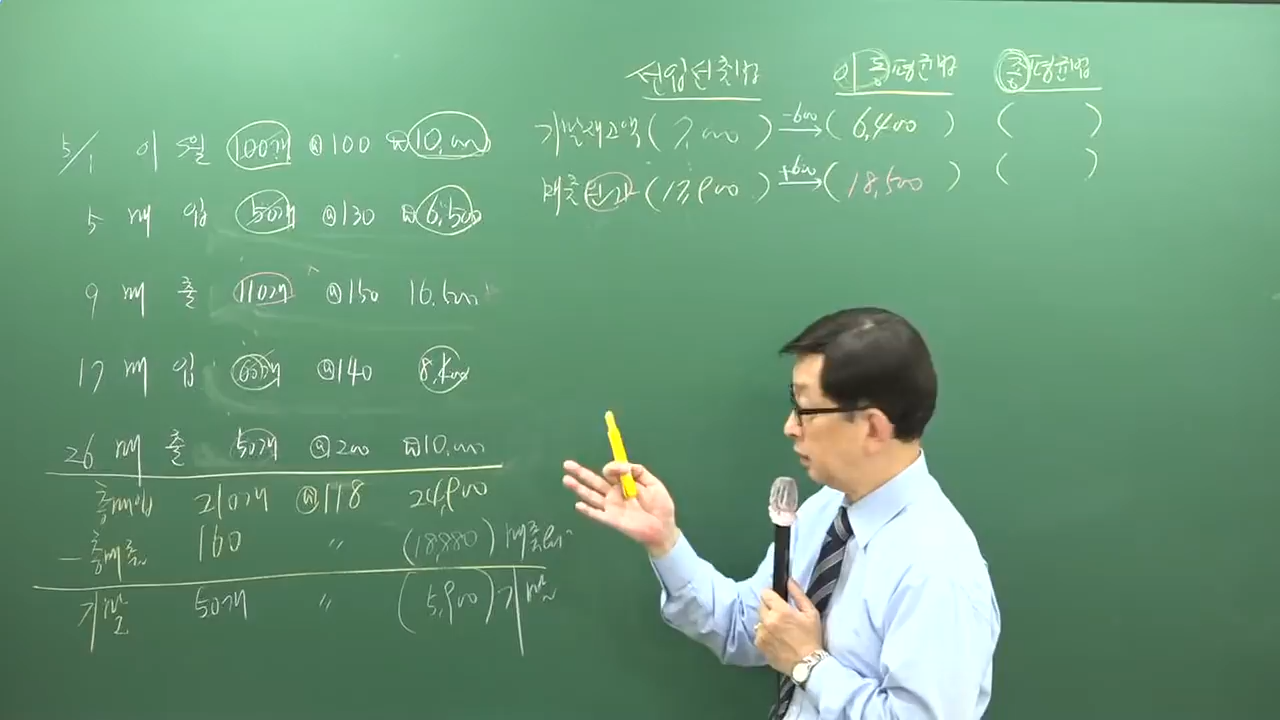 선입선출법 이동평균법 총평균법
기말재고액 (7,000) -600→ (6,400) ( )
매출원가 (17,900) +600→ (18,500) ( )
5/1 이월 100개 @100 ₩10,000
5 매입 50개 @130 ₩6,500
9 매출 110개 @150 16,500
17 매입 60개 @140 8,400
26 매출 50개 @200 ₩10,000
총매입 210개 @118 24,900
-총매출 160 〃 (18,880) 매출원가
기말 50개 〃 (5,900) 기말